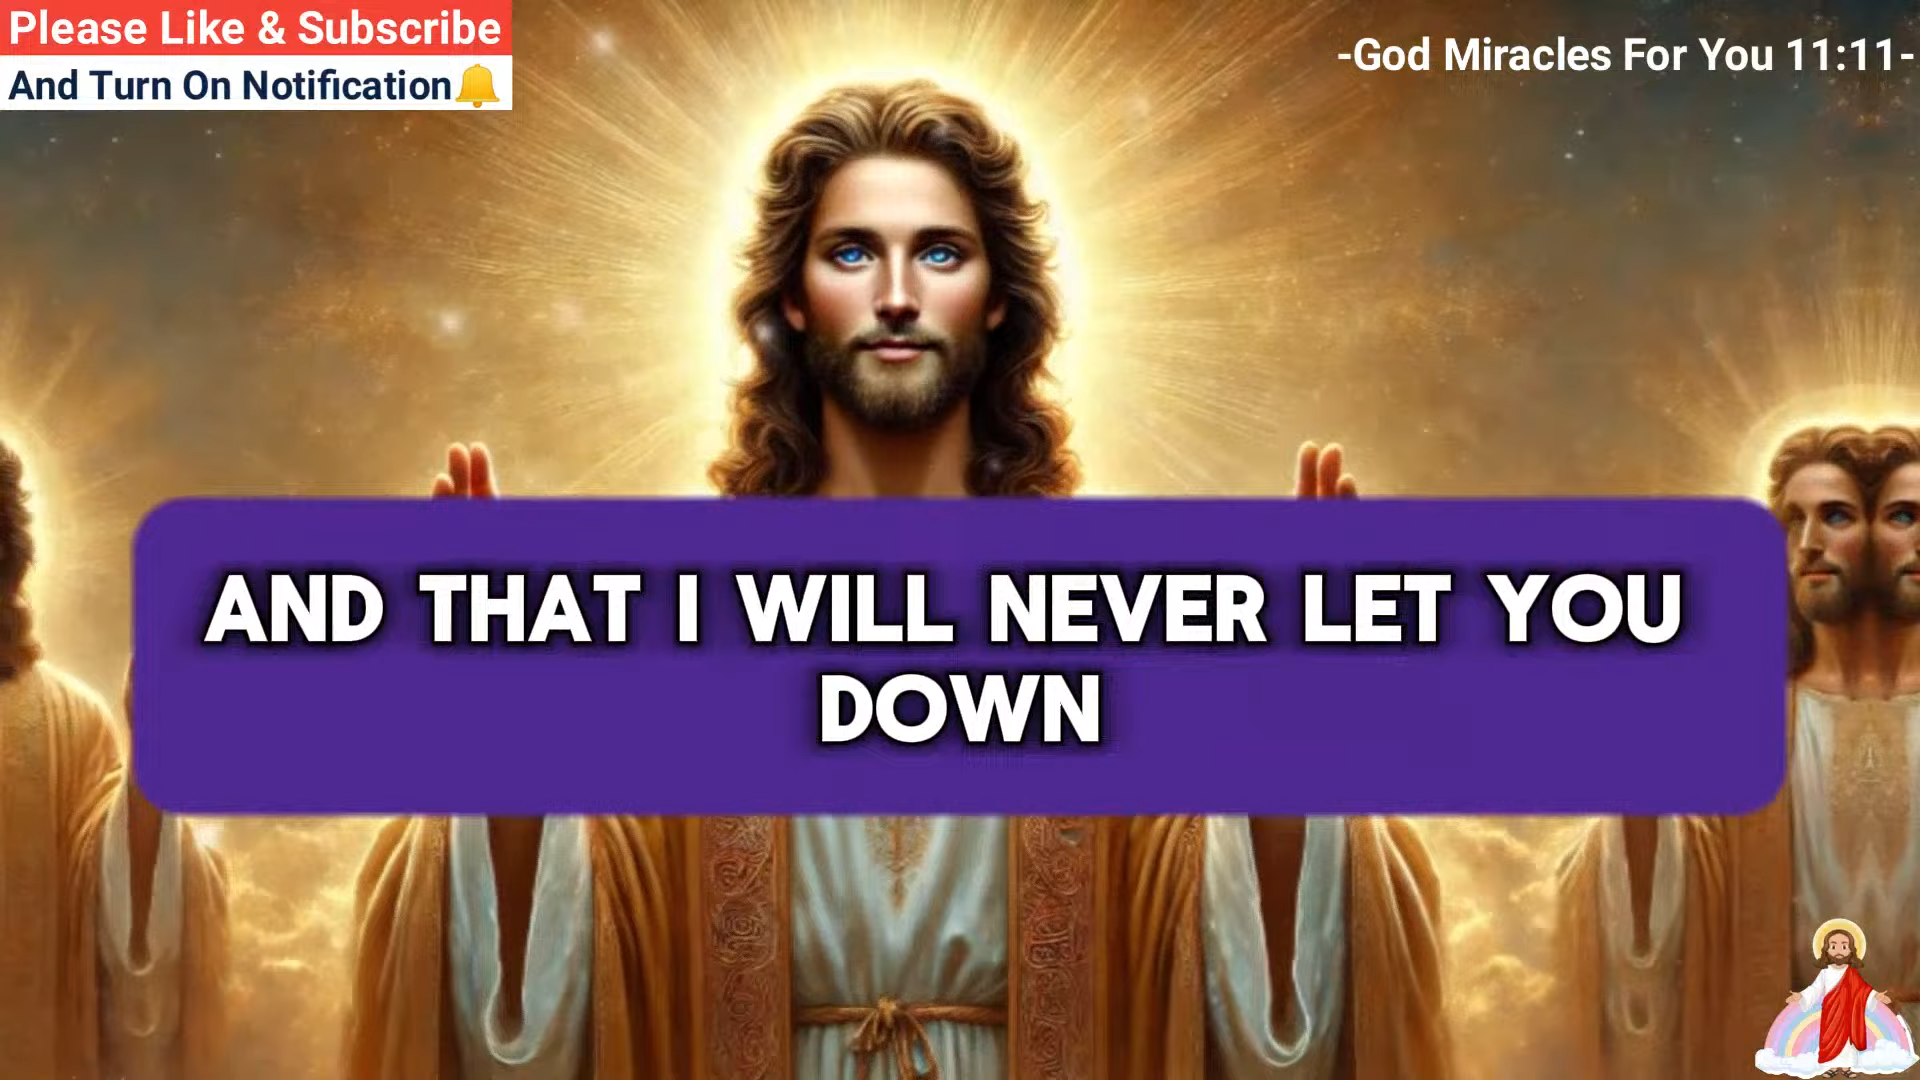 Please Like & Subscribe
And Turn On Notification🔔
-God Miracles For You 11:11-
AND THAT I WILL NEVER LET YOU
DOWN